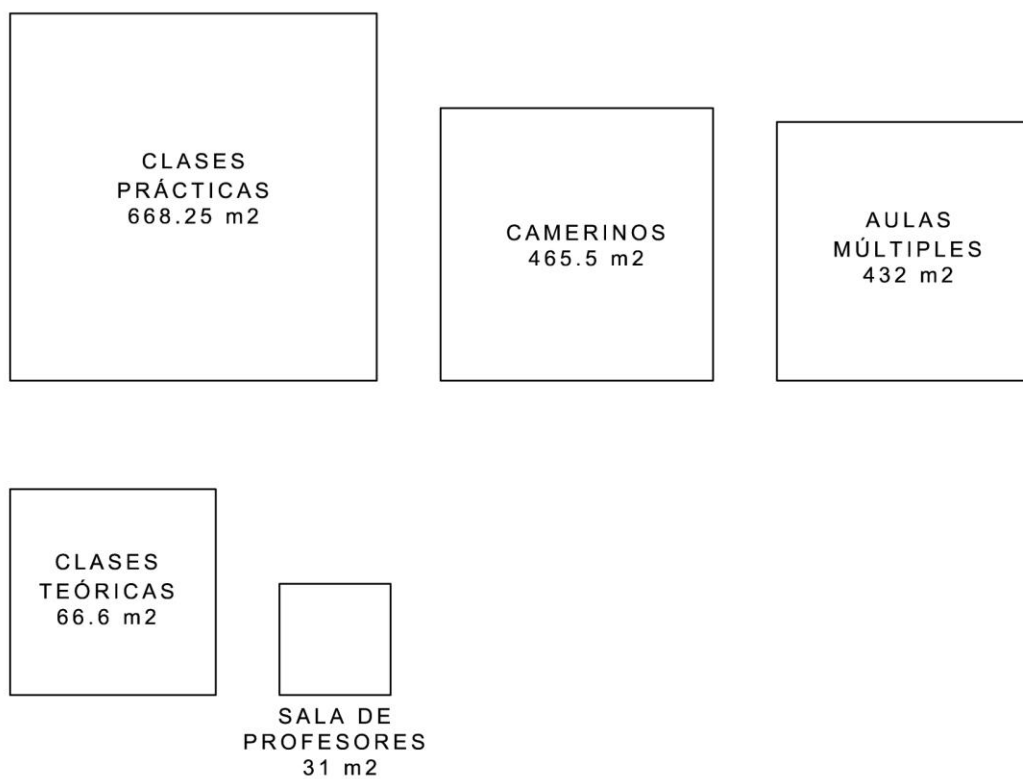 CLASES
PRÁCTICAS
668.25 m2
CAMERINOS
465.5 m2
AULAS
MÚLTIPLES
432 m2
CLASES
TEÓRICAS
66.6 m2
SALA DE
PROFESORES
31 m2